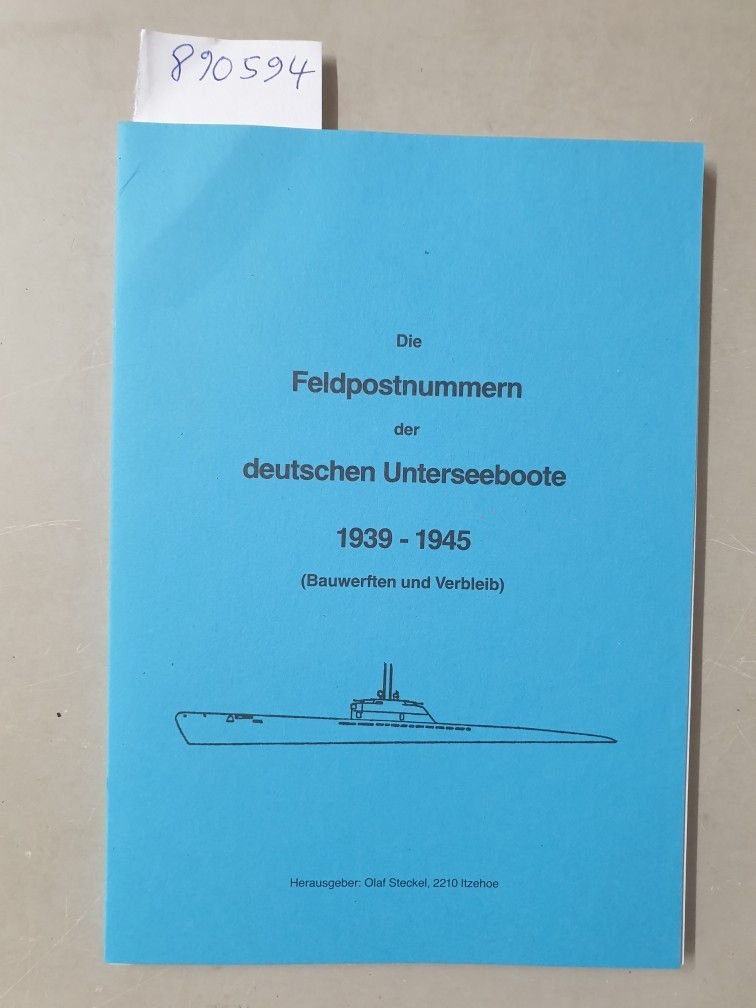 890594
Die
Feldpostnummern
der
deutschen Unterseeboote
1939 - 1945
(Bauwerften und Verbleib)
Herausgeber: Olaf Steckel, 2210 Itzehoe